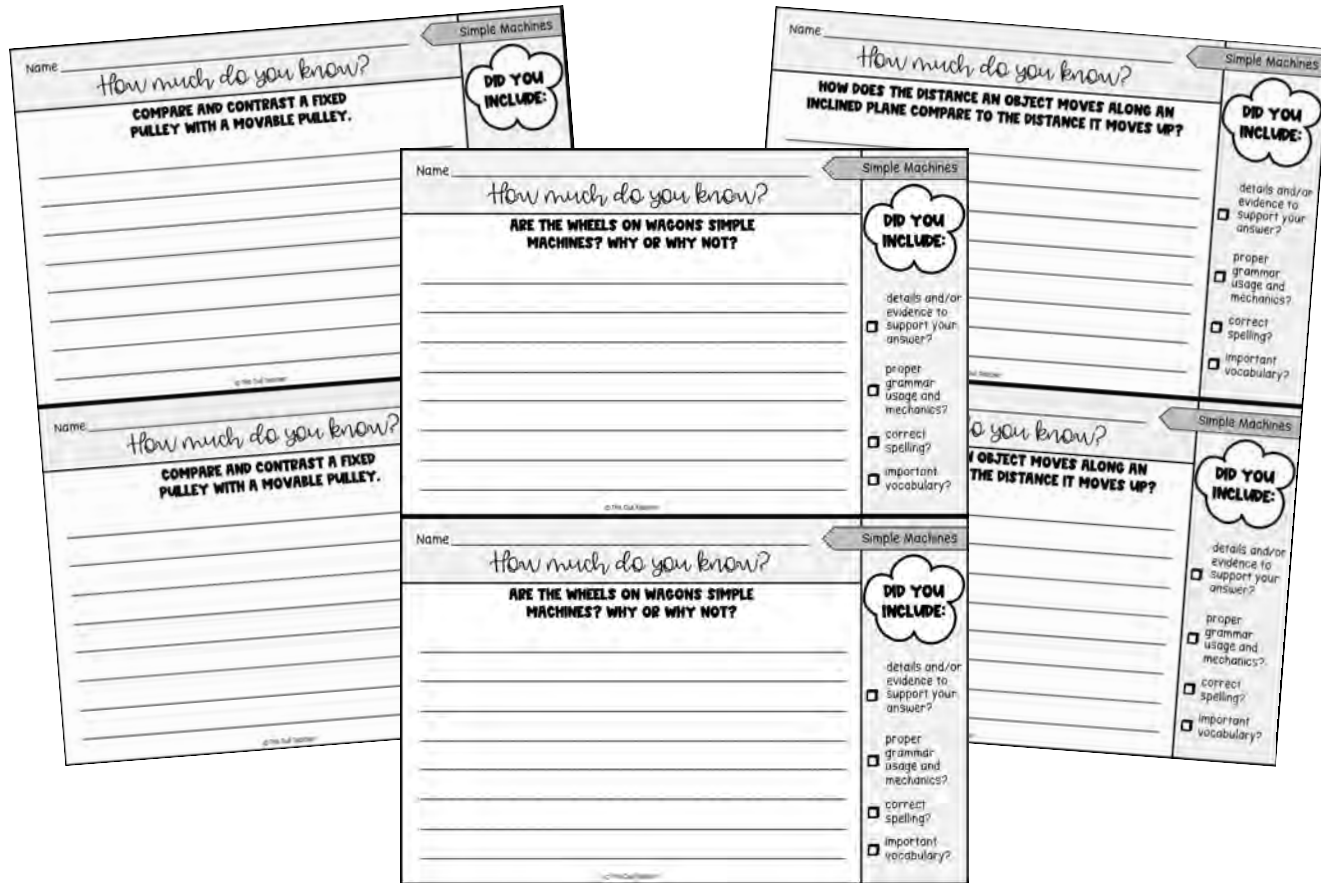 Simple Machines
Name
How much do you know?
DID YOU
INCLUDE:
COMPARE AND CONTRAST A FIXED
PULLEY WITH A MOVABLE PULLEY.
Name
How much do you know?
COMPARE AND CONTRAST A FIXED
PULLEY WITH A MOVABLE PULLEY.
Simple Machines
Name
How much do you know?
DID YOU
INCLUDE:
ARE THE WHEELS ON WAGONS SIMPLE
MACHINES? WHY OR WHY NOT?
details and/or
evidence to
support your
answer?
proper
grammar
usage and
mechanics?
correct
spelling?
important
vocabulary?
Simple Machines
Name
How much do you know?
DID YOU
INCLUDE:
ARE THE WHEELS ON WAGONS SIMPLE
MACHINES? WHY OR WHY NOT?
details and/or
evidence to
support your
answer?
proper
grammar
usage and
mechanics?
correct
spelling?
important
vocabulary?
Simple Machines
Name
How much do you know?
DID YOU
INCLUDE:
HOW DOES THE DISTANCE AN OBJECT MOVES ALONG AN
INCLINED PLANE COMPARE TO THE DISTANCE IT MOVES UP?
details and/or
evidence to
support your
answer?
proper
grammar
usage and
mechanics?
correct
spelling?
important
vocabulary?
Simple Machines
you know?
DID YOU
INCLUDE:
OBJECT MOVES ALONG AN
THE DISTANCE IT MOVES UP?
details and/or
evidence to
support your
answer?
proper
grammar
usage and
mechanics?
correct
spelling?
important
vocabulary?